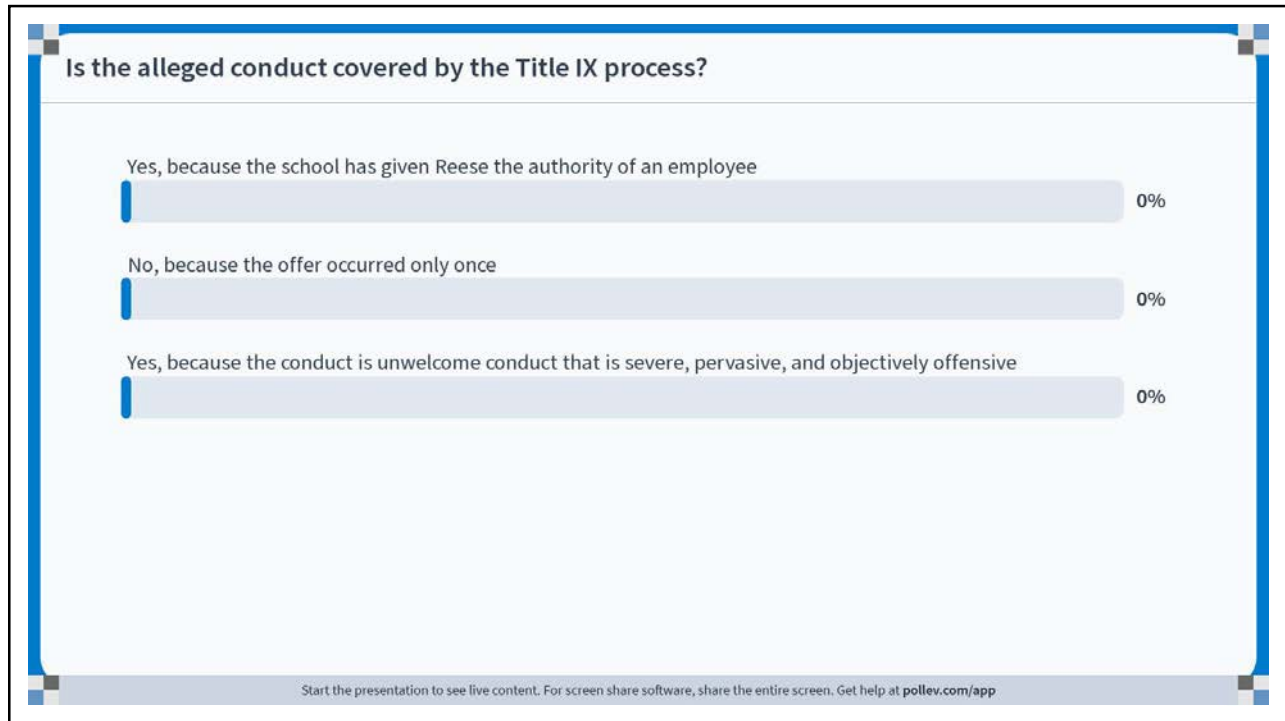 Is the alleged conduct covered by the Title IX process?
Yes, because the school has given Reese the authority of an employee
0%
No, because the offer occurred only once
0%
Yes, because the conduct is unwelcome conduct that is severe, pervasive, and objectively offensive
0%
Start the presentation to see live content. For screen share software, share the entire screen. Get help at pollev.com/app